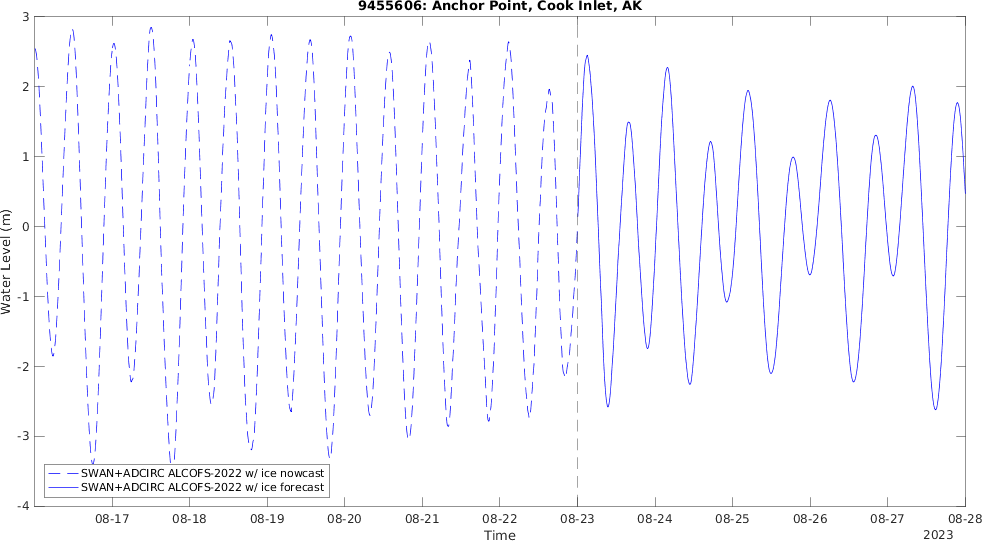 9455606: Anchor Point, Cook Inlet, AK
3
2
1
0
-1
-2
-3
-4
Water Level (m)
SWAN+ADCIRC ALCOFS-2022 w/ ice nowcast
SWAN+ADCIRC ALCOFS-2022 w/ ice forecast
08-17 08-18 08-19 08-20 08-21 08-22 08-23 08-24 08-25 08-26 08-27 08-28
Time
2023